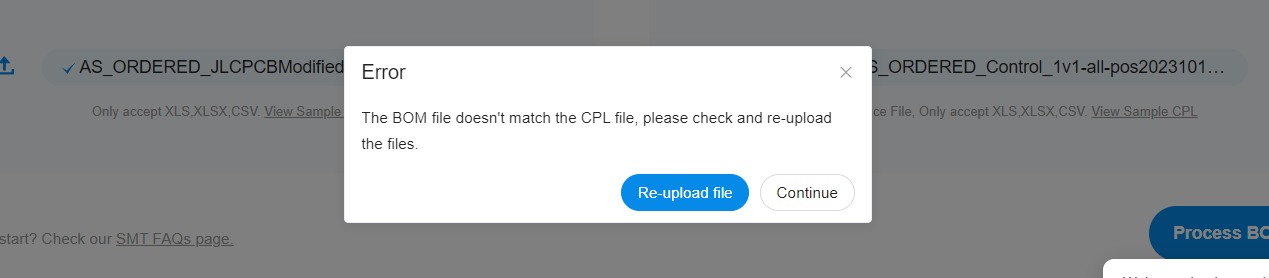 AS_ORDERED_JLCPCBModified
Error
S_ORDERED_Control_1v1-all-pos2023101…
Only accept XLS,XLSX,CSV. View Sample
The BOM file doesn't match the CPL file, please check and re-upload
the files.
File, Only accept XLS,XLSX,CSV. View Sample CPL
Re-upload file
Continue
start? Check our SMT FAQs page.
Process BO